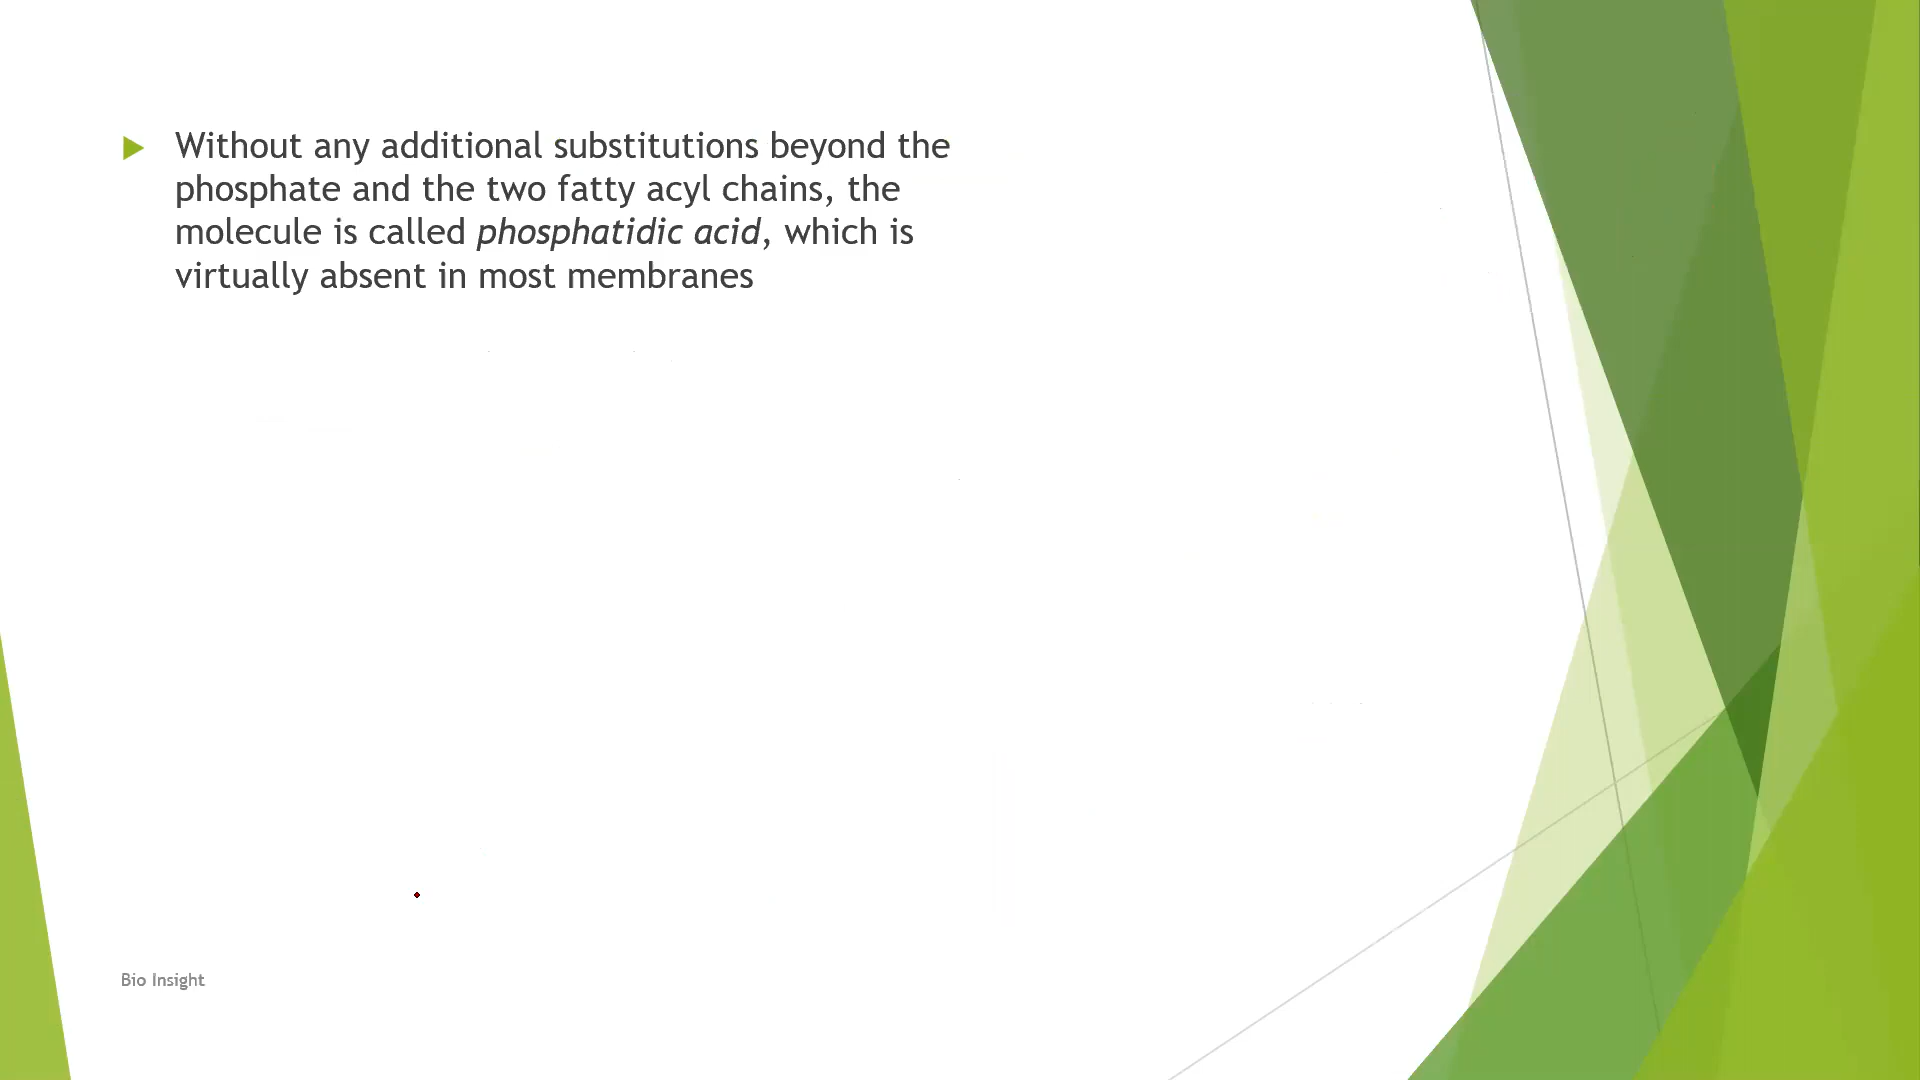 Without any additional substitutions beyond the
phosphate and the two fatty acyl chains, the
molecule is called phosphatidic acid, which is
virtually absent in most membranes
Bio Insight